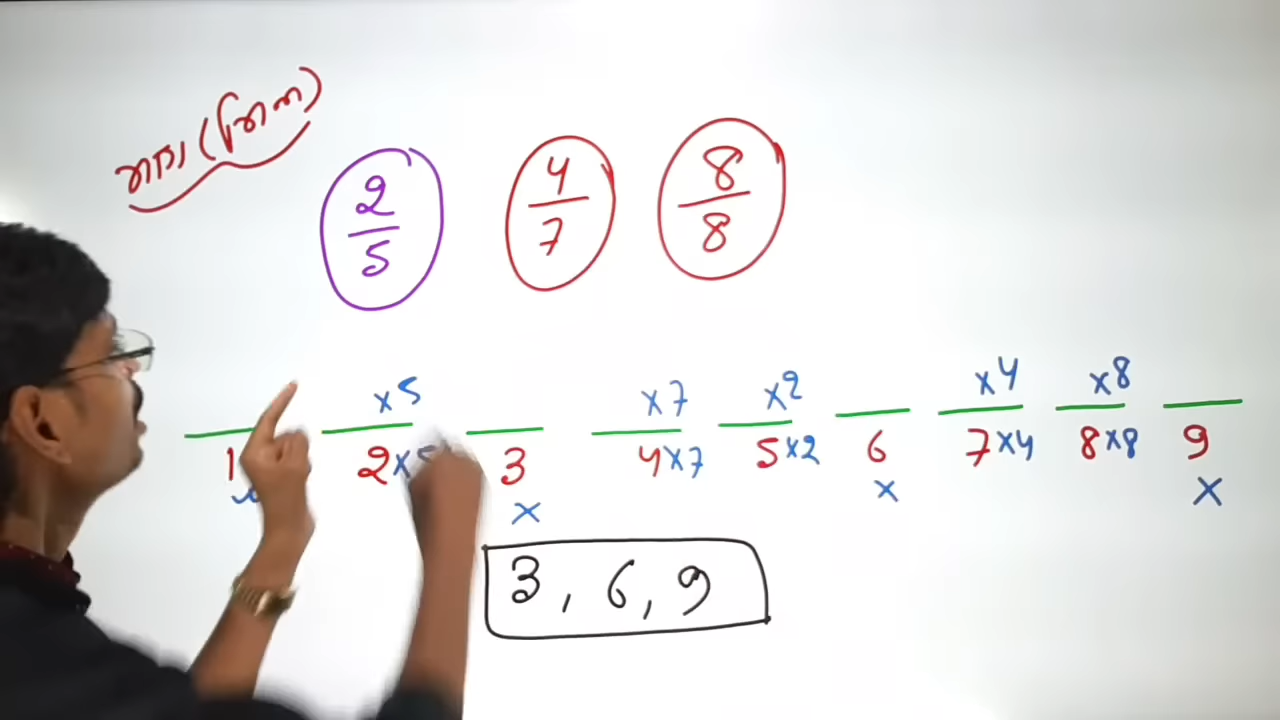 2/5 4/7 8/8
×5 ×7 ×2 ×4 ×8
1 2×5 3 4×7 5×2 6 7×4 8×8 9
× × ×
3, 6, 9